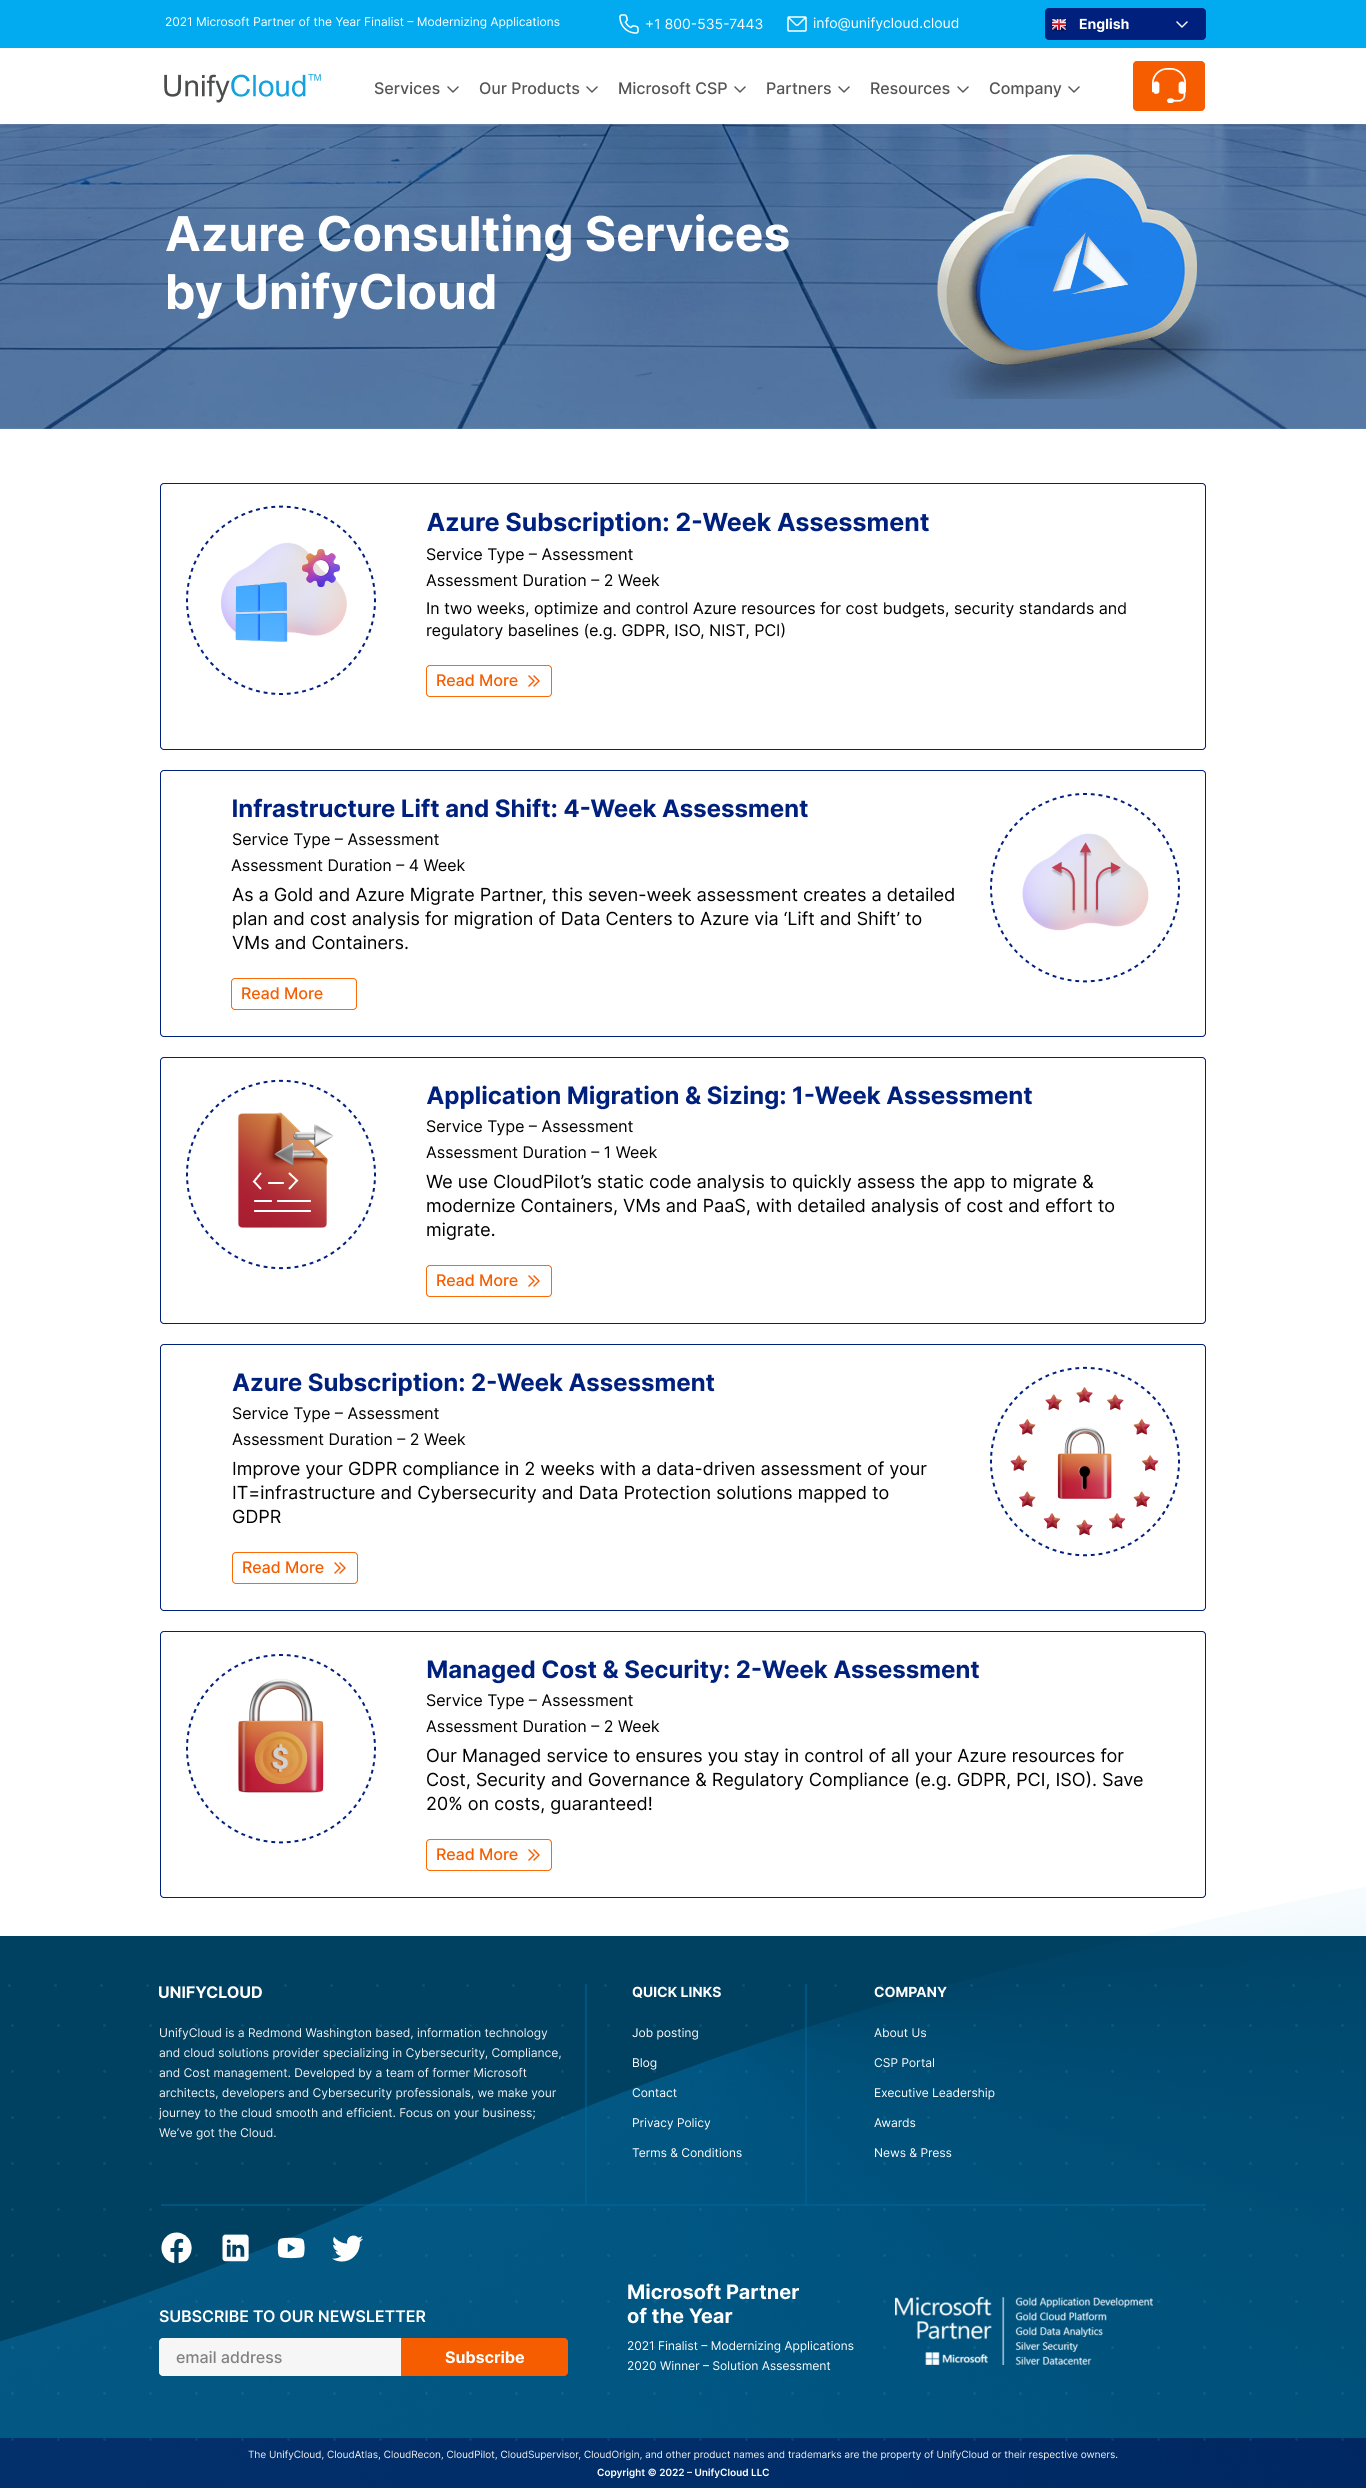 2021 Microsoft Partner of the Year Finalist – Modernizing Applications
+1 800-535-7443
info@unifycloud.cloud
English
UnifyCloud™
Services
Our Products
Microsoft CSP
Partners
Resources
Company
Azure Consulting Services
by UnifyCloud
Azure Subscription: 2-Week Assessment
Service Type – Assessment
Assessment Duration – 2 Week
In two weeks, optimize and control Azure resources for cost budgets, security standards and
regulatory baselines (e.g. GDPR, ISO, NIST, PCI)
Read More
Infrastructure Lift and Shift: 4-Week Assessment
Service Type – Assessment
Assessment Duration – 4 Week
As a Gold and Azure Migrate Partner, this seven-week assessment creates a detailed
plan and cost analysis for migration of Data Centers to Azure via ‘Lift and Shift’ to
VMs and Containers.
Read More
Application Migration & Sizing: 1-Week Assessment
Service Type – Assessment
Assessment Duration – 1 Week
We use CloudPilot’s static code analysis to quickly assess the app to migrate &
modernize Containers, VMs and PaaS, with detailed analysis of cost and effort to
migrate.
Read More
Azure Subscription: 2-Week Assessment
Service Type – Assessment
Assessment Duration – 2 Week
Improve your GDPR compliance in 2 weeks with a data-driven assessment of your
IT=infrastructure and Cybersecurity and Data Protection solutions mapped to
GDPR
Read More
Managed Cost & Security: 2-Week Assessment
Service Type – Assessment
Assessment Duration – 2 Week
Our Managed service to ensures you stay in control of all your Azure resources for
Cost, Security and Governance & Regulatory Compliance (e.g. GDPR, PCI, ISO). Save
20% on costs, guaranteed!
$
Read More
UNIFYCLOUD
UnifyCloud is a Redmond Washington based, information technology
and cloud solutions provider specializing in Cybersecurity, Compliance,
and Cost management. Developed by a team of former Microsoft
architects, developers and Cybersecurity professionals, we make your
journey to the cloud smooth and efficient. Focus on your business;
We’ve got the Cloud.
QUICK LINKS
Job posting
Blog
Contact
Privacy Policy
Terms & Conditions
COMPANY
About Us
CSP Portal
Executive Leadership
Awards
News & Press
SUBSCRIBE TO OUR NEWSLETTER
email address
Subscribe
Microsoft Partner
of the Year
2021 Finalist – Modernizing Applications
2020 Winner – Solution Assessment
Microsoft
Partner
Microsoft
Gold Application Development
Gold Cloud Platform
Gold Data Analytics
Silver Security
Silver Datacenter
The UnifyCloud, CloudAtlas, CloudRecon, CloudPilot, CloudSupervisor, CloudOrigin, and other product names and trademarks are the property of UnifyCloud or their respective owners.
Copyright © 2022 – UnifyCloud LLC